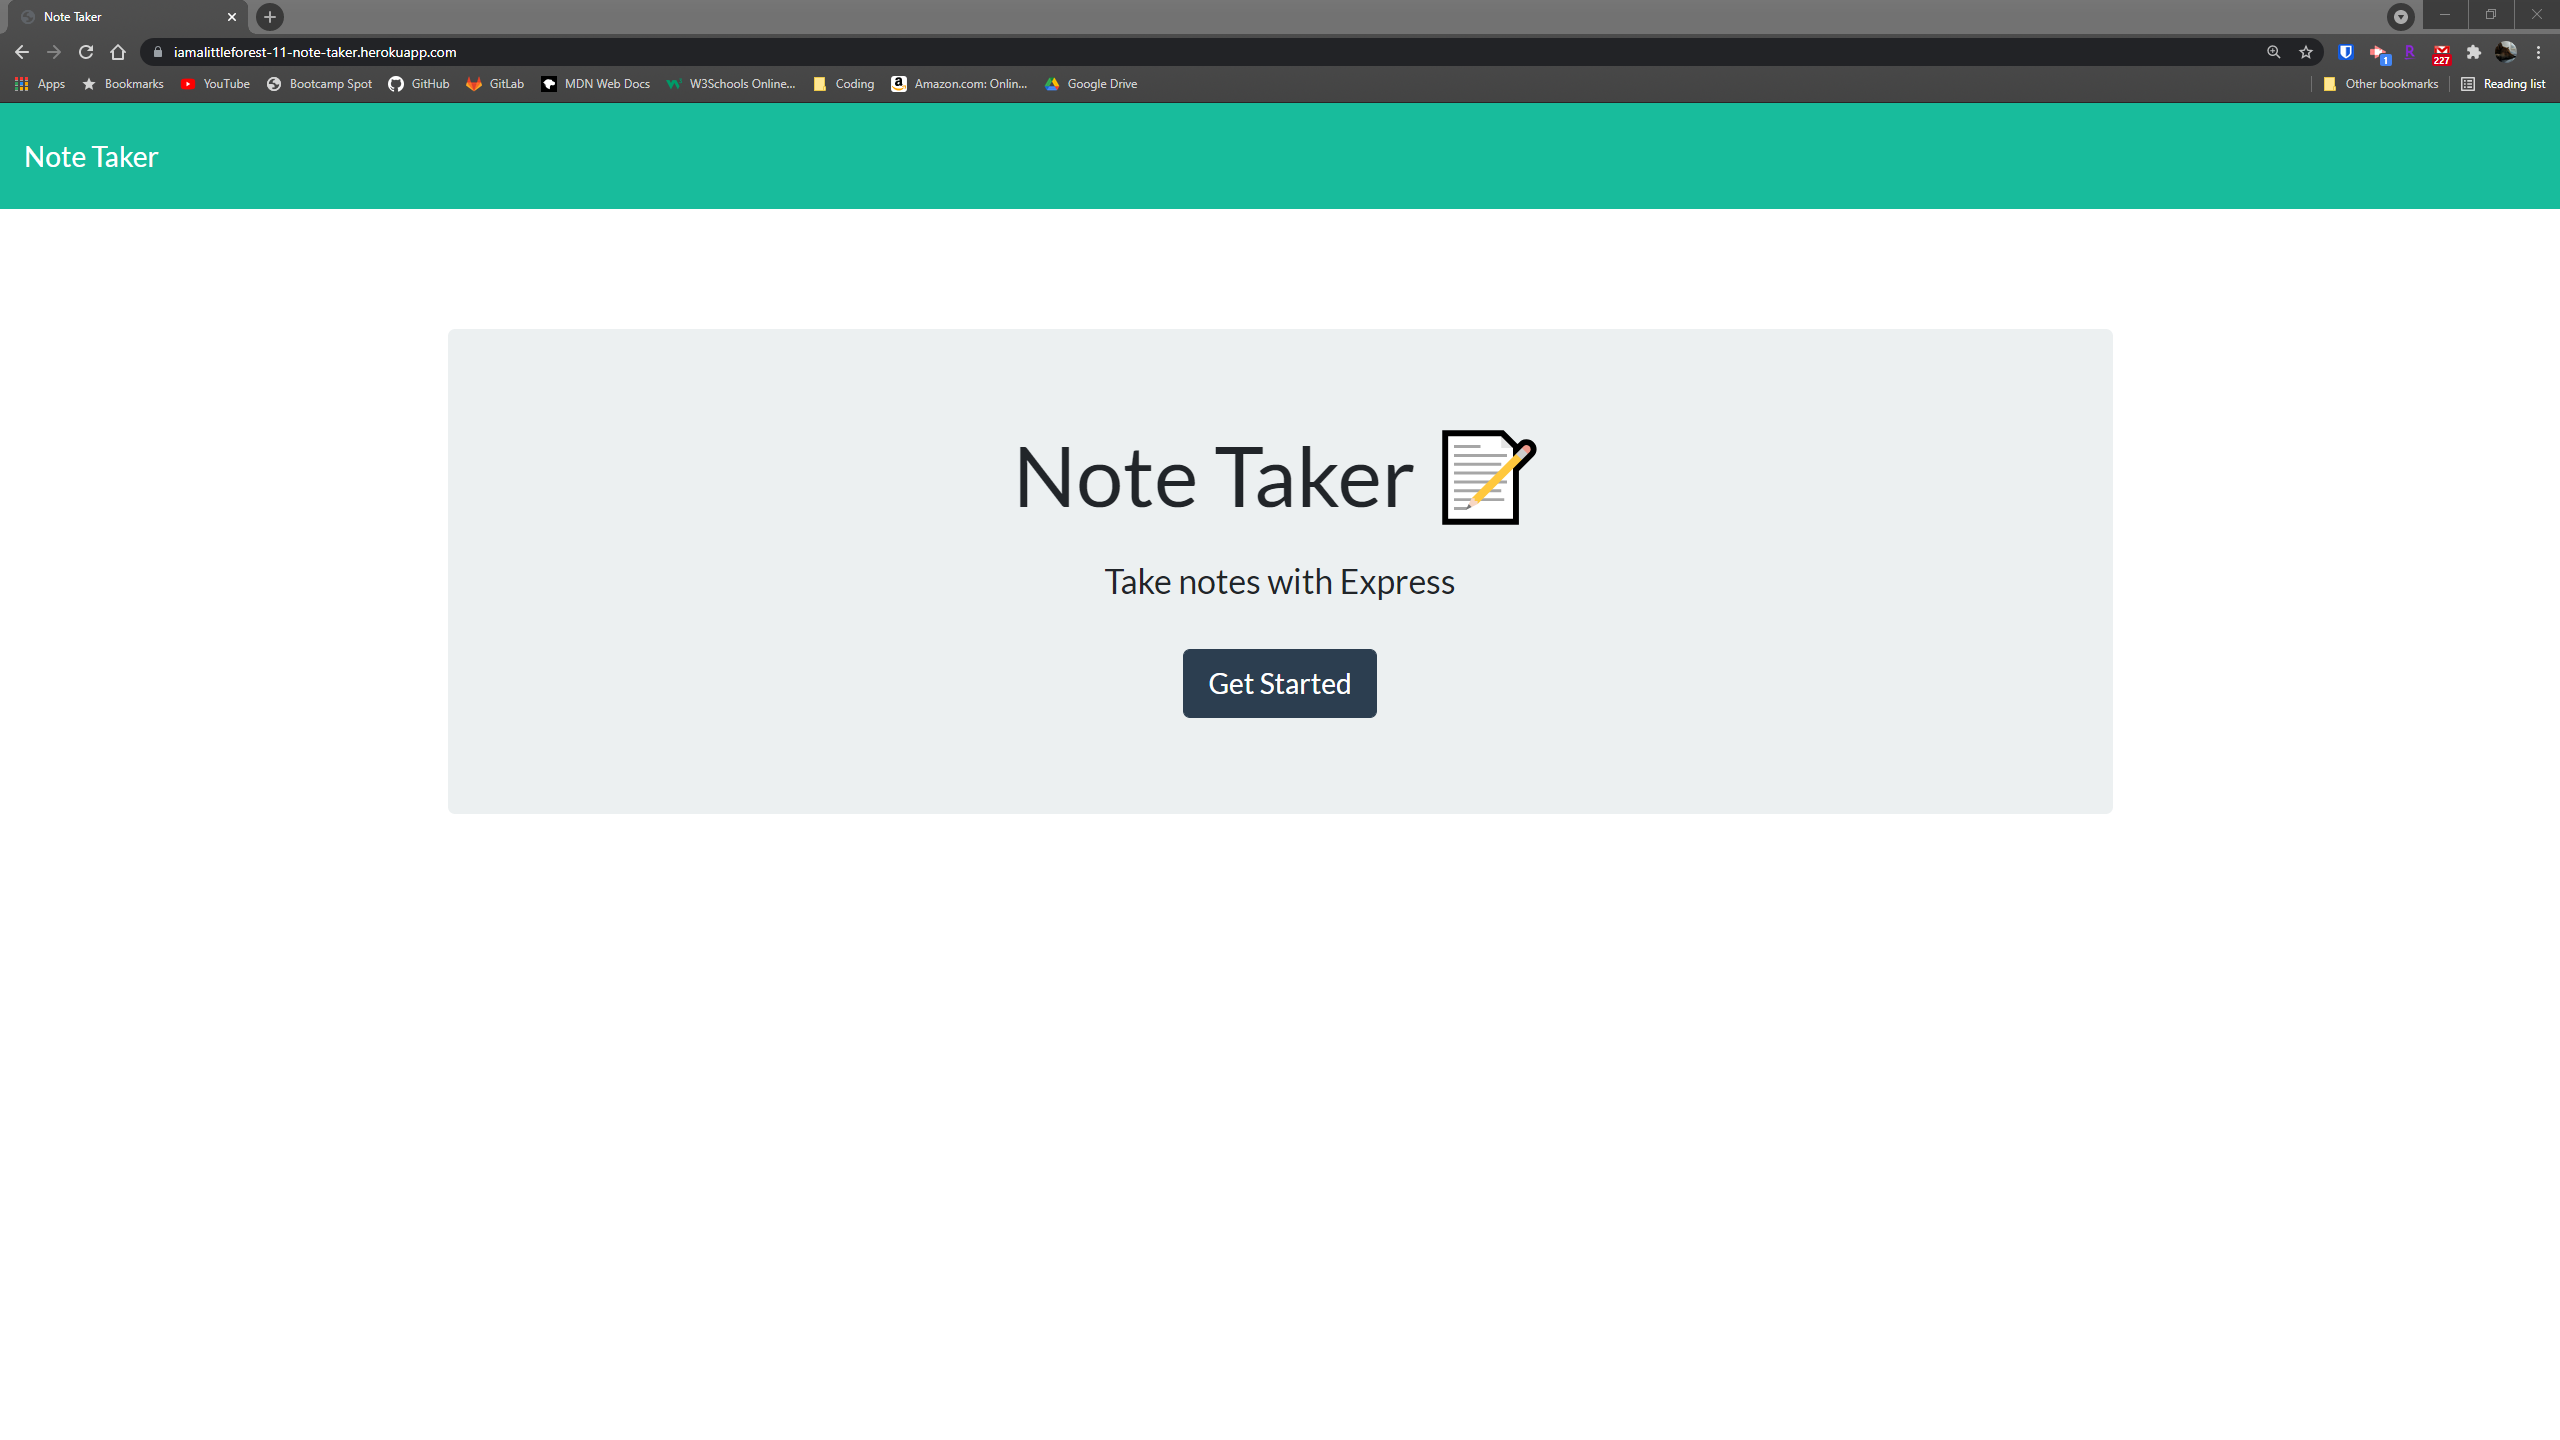 Note Taker
iamalittleforest-11-note-taker.herokuapp.com
1
227
Apps Bookmarks YouTube Bootcamp Spot GitHub GitLab MDN Web Docs W3Schools Online... Coding Amazon.com: Onlin... Google Drive Other bookmarks Reading list
Note Taker
Note Taker
Take notes with Express
Get Started